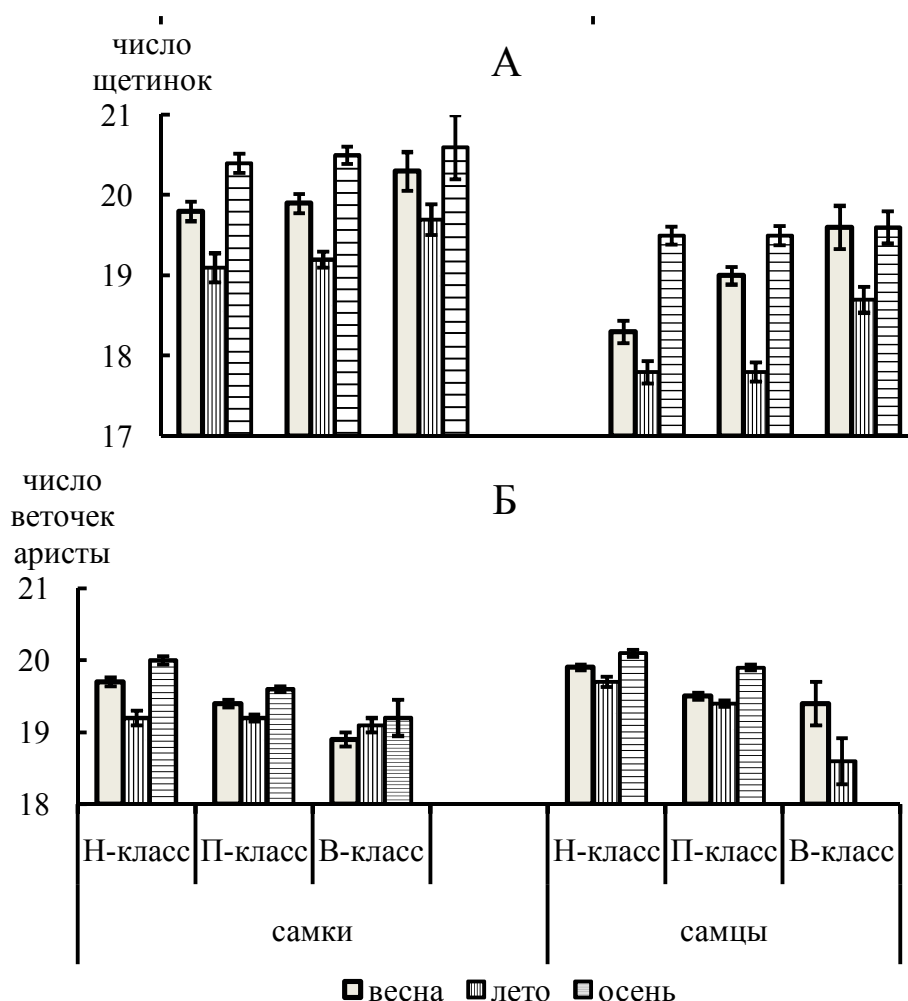 число
щетинок
А
21
20
19
18
17
число
веточек
аристы
Б
21
20
19
18
Н-класс П-класс В-класс Н-класс П-класс В-класс
самки самцы
весна лето осень